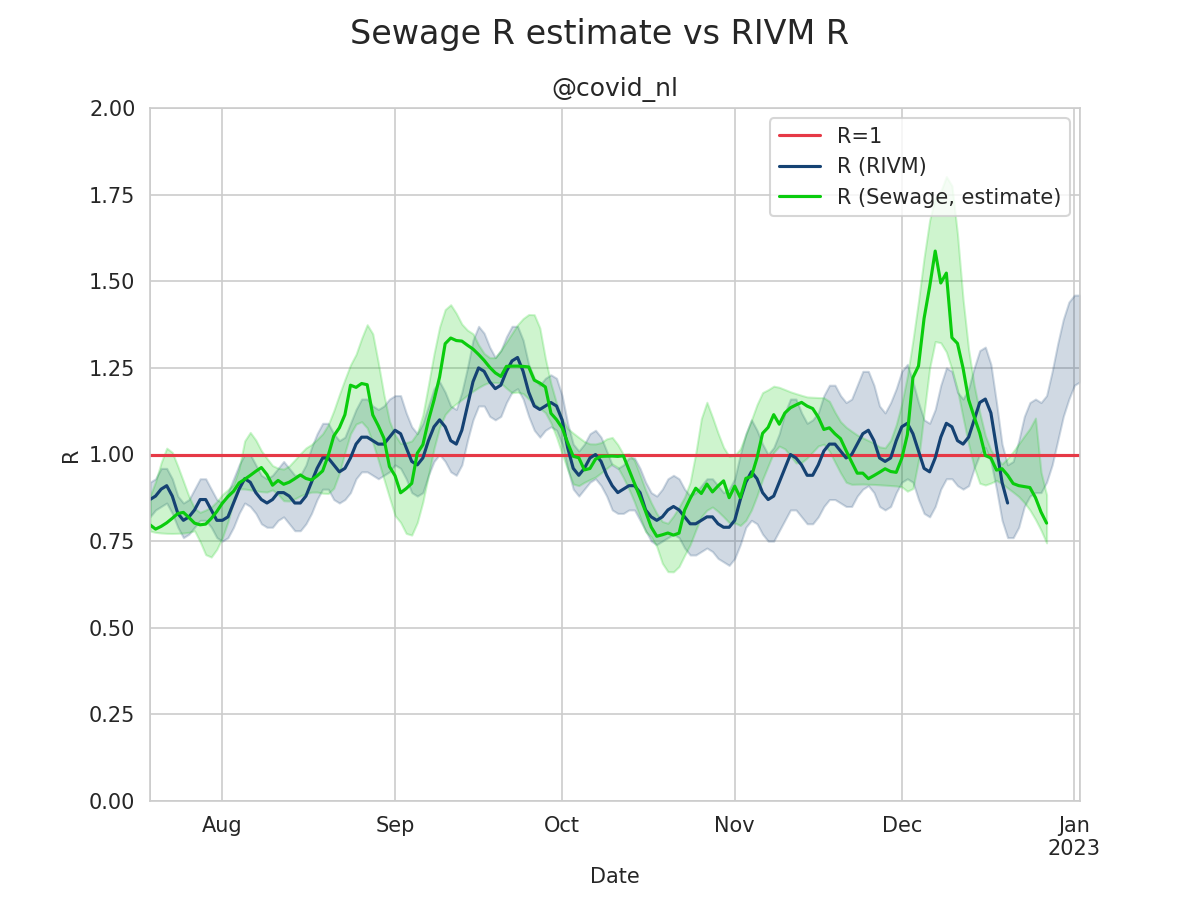 Sewage R estimate vs RIVM R
@covid_nl
R=1
R (RIVM)
R (Sewage, estimate)
2.00
1.75
1.50
1.25
1.00
0.75
0.50
0.25
0.00
R
Aug Sep Oct Nov Dec Jan
2023
Date